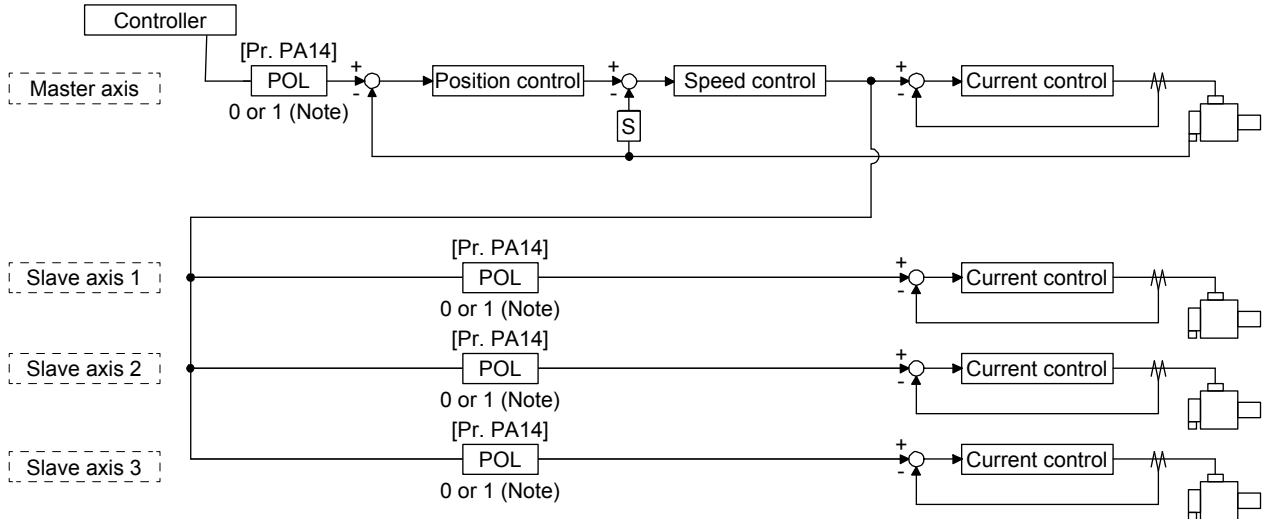 Controller
[Pr. PA14]
Master axis
POL
+
-
Position control
+
-
Speed control
+
-
Current control
0 or 1 (Note)
S
[Pr. PA14]
Slave axis 1
POL
+
-
Current control
0 or 1 (Note)
[Pr. PA14]
Slave axis 2
POL
+
-
Current control
0 or 1 (Note)
[Pr. PA14]
Slave axis 3
POL
+
-
Current control
0 or 1 (Note)